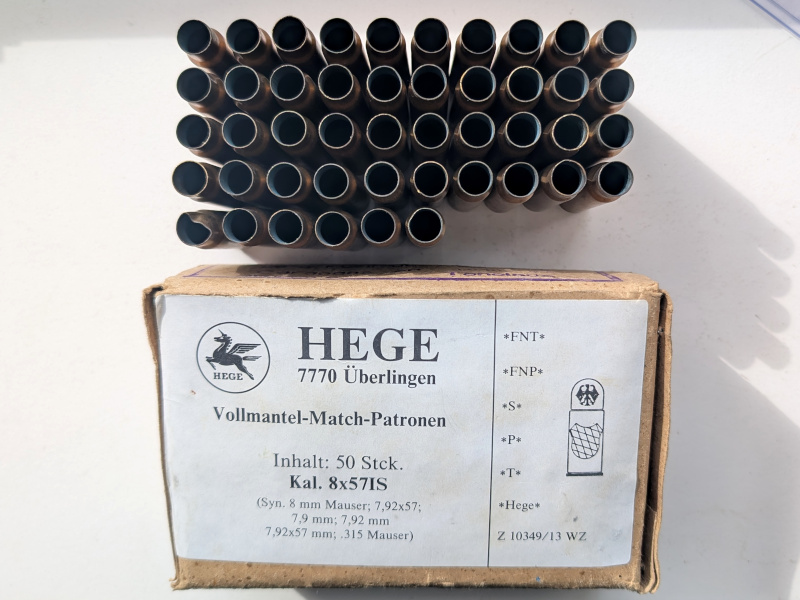 HEGE
HEGE
7770 Überlingen
Vollmantel-Match-Patronen
Inhalt: 50 Stck.
Kal. 8x57IS
(Syn. 8 mm Mauser; 7,92x57;
7,9 mm; 7,92 mm
7,92x57 mm; .315 Mauser)
*FNT*
*FNP*
*S*
*P*
*T*
*Hege*
Z 10349/13 WZ